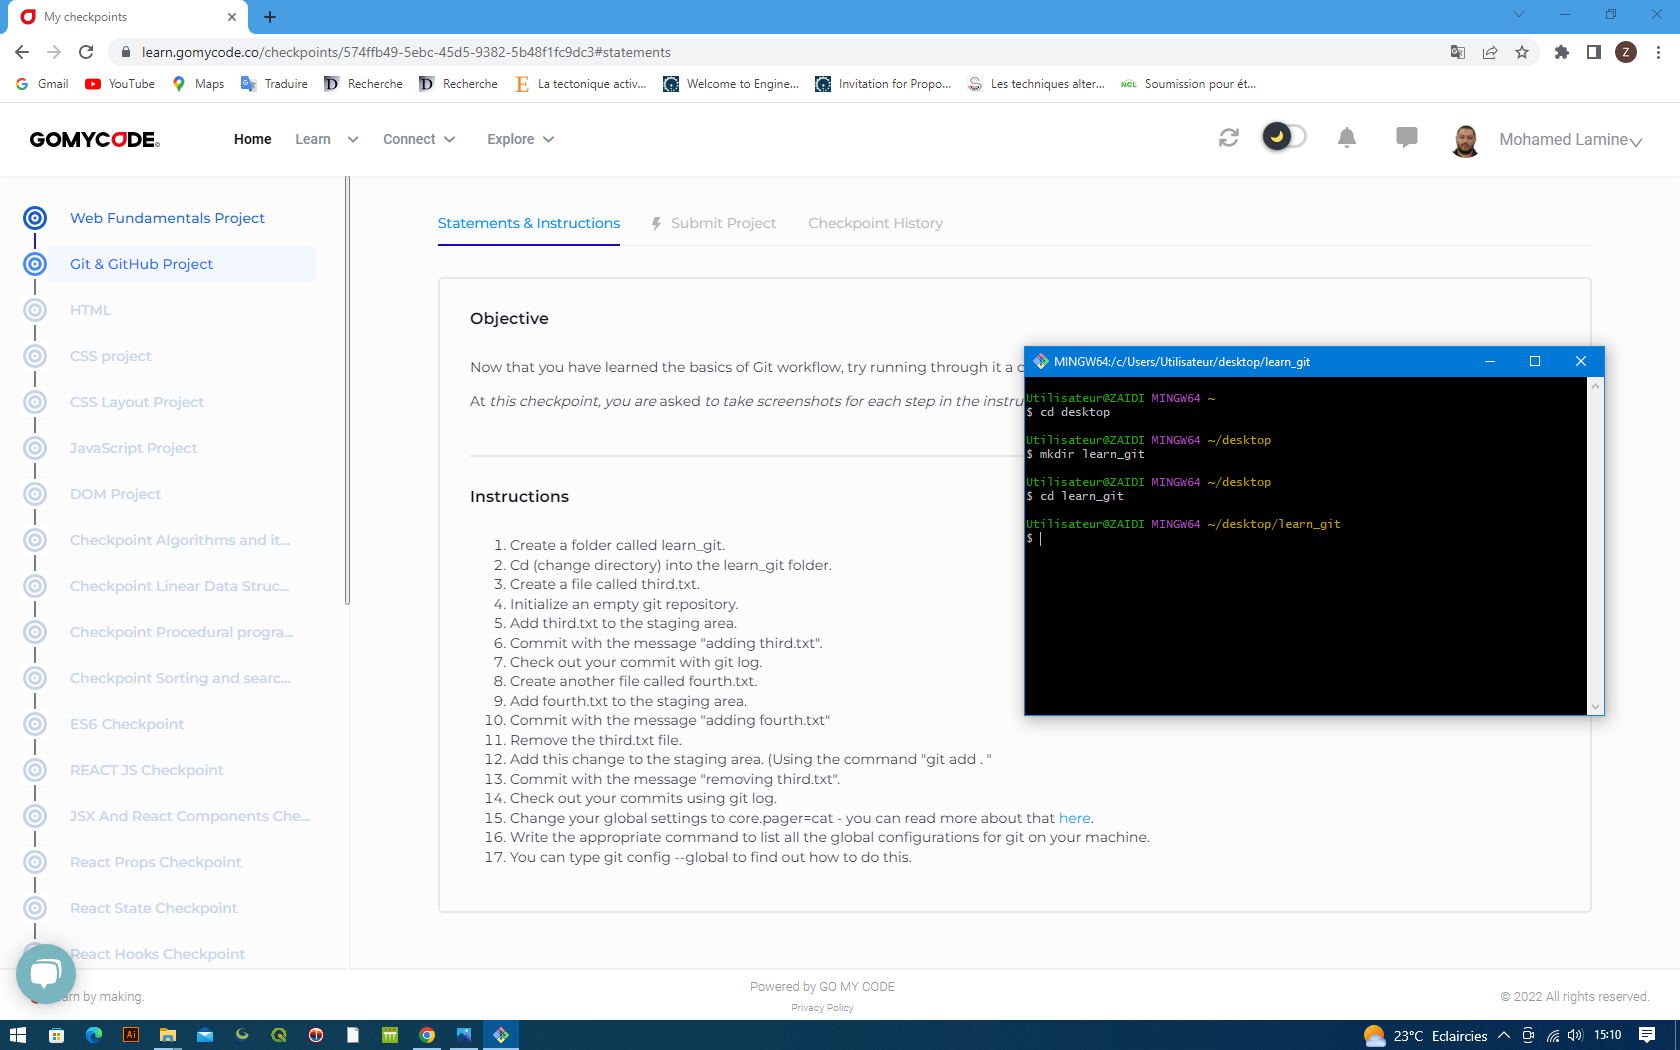 My checkpoints
learn.gomycode.co/checkpoints/574ffb49-5ebc-45d5-9382-5b48f1fc9dc3#statements
Z
Gmail YouTube Maps Traduire Recherche Recherche La tectonique activ... Welcome to Engine... Invitation for Propo... Les techniques alter... NCL Soumission pour ét...
GOMYCODE Home Learn Connect Explore Mohamed Lamine
Web Fundamentals Project
Git & GitHub Project
HTML
CSS project
CSS Layout Project
JavaScript Project
DOM Project
Checkpoint Algorithms and it...
Checkpoint Linear Data Struc...
Checkpoint Procedural progra...
Checkpoint Sorting and searc...
ES6 Checkpoint
REACT JS Checkpoint
JSX And React Components Che...
React Props Checkpoint
React State Checkpoint
React Hooks Checkpoint
Statements & Instructions Submit Project Checkpoint History
Objective
Now that you have learned the basics of Git workflow, try running through it a
At this checkpoint, you are asked to take screenshots for each step in the instru
Instructions
1. Create a folder called learn_git.
2. Cd (change directory) into the learn_git folder.
3. Create a file called third.txt.
4. Initialize an empty git repository.
5. Add third.txt to the staging area.
6. Commit with the message "adding third.txt".
7. Check out your commit with git log.
8. Create another file called fourth.txt.
9. Add fourth.txt to the staging area.
10. Commit with the message "adding fourth.txt"
11. Remove the third.txt file.
12. Add this change to the staging area. (Using the command "git add . "
13. Commit with the message "removing third.txt".
14. Check out your commits using git log.
15. Change your global settings to core.pager=cat - you can read more about that here.
16. Write the appropriate command to list all the global configurations for git on your machine.
17. You can type git config --global to find out how to do this.
MINGW64:/c/Users/Utilisateur/desktop/learn_git
Utilisateur@ZAIDI MINGW64 ~
$ cd desktop
Utilisateur@ZAIDI MINGW64 ~/desktop
$ mkdir learn_git
Utilisateur@ZAIDI MINGW64 ~/desktop
$ cd learn_git
Utilisateur@ZAIDI MINGW64 ~/desktop/learn_git
$
arn by making.
Powered by GO MY CODE
Privacy Policy
© 2022 All rights reserved.
Ai
23°C Eclaircies 15:10